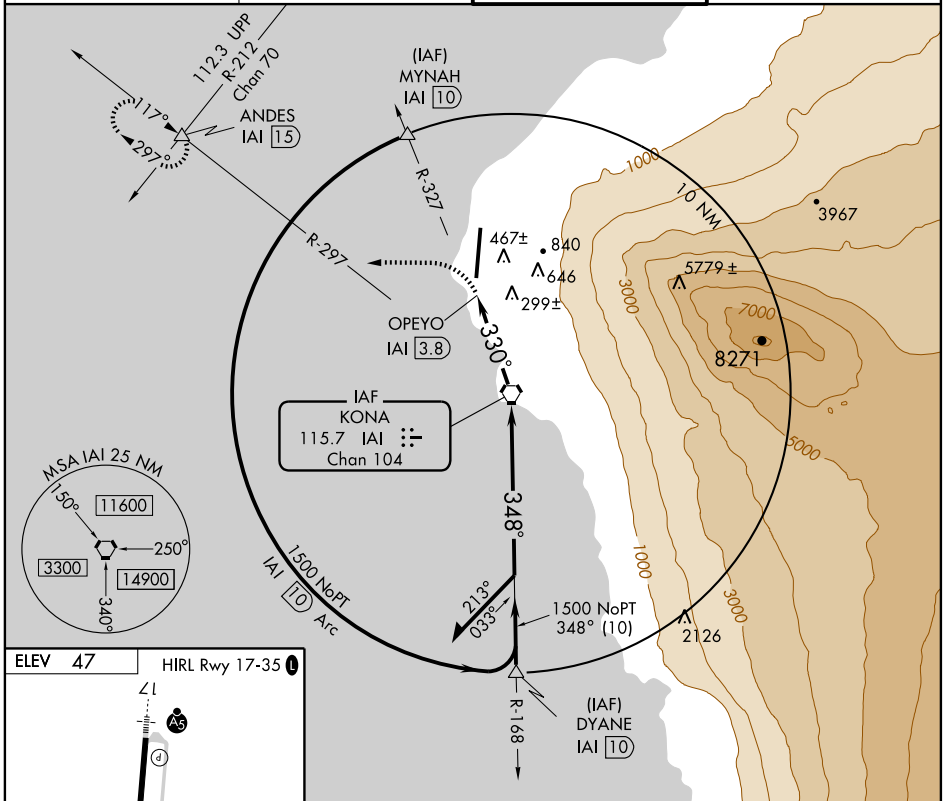 112.3 UPP
R-212
Chan 70
117°
297°
ANDES
IAI 15
(IAF)
MYNAH
IAI 10
R-327
R-297
10 NM
1000
3967
467±
840
646
299±
3000
5779±
7000
8271
5000
OPEYO
IAI 3.8
330°
IAF
KONA
115.7 IAI
Chan 104
348°
MSA IAI 25 NM
150°
11600
250°
3300
14900
340°
1500 NoPT
IAI 10 Arc
213°
033°
1500 NoPT
348° (10)
1000
3000
2126
R-168
(IAF)
DYANE
IAI 10
ELEV 47
HIRL Rwy 17-35 L
17
A5
P